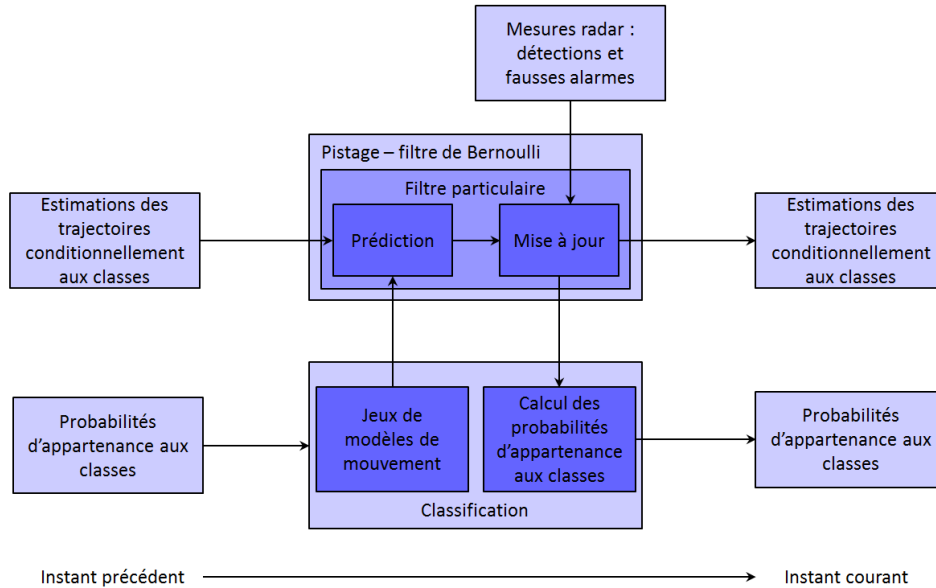 Mesures radar :
détections et
fausses alarmes
Pistage – filtre de Bernoulli
Filtre particulaire
Estimations des
trajectoires
conditionnellement
aux classes
Prédiction
Mise à jour
Estimations des
trajectoires
conditionnellement
aux classes
Probabilités
d’appartenance aux
classes
Jeux de
modèles de
mouvement
Calcul des
probabilités
d’appartenance
aux classes
Probabilités
d’appartenance aux
classes
Classification
Instant précédent
Instant courant